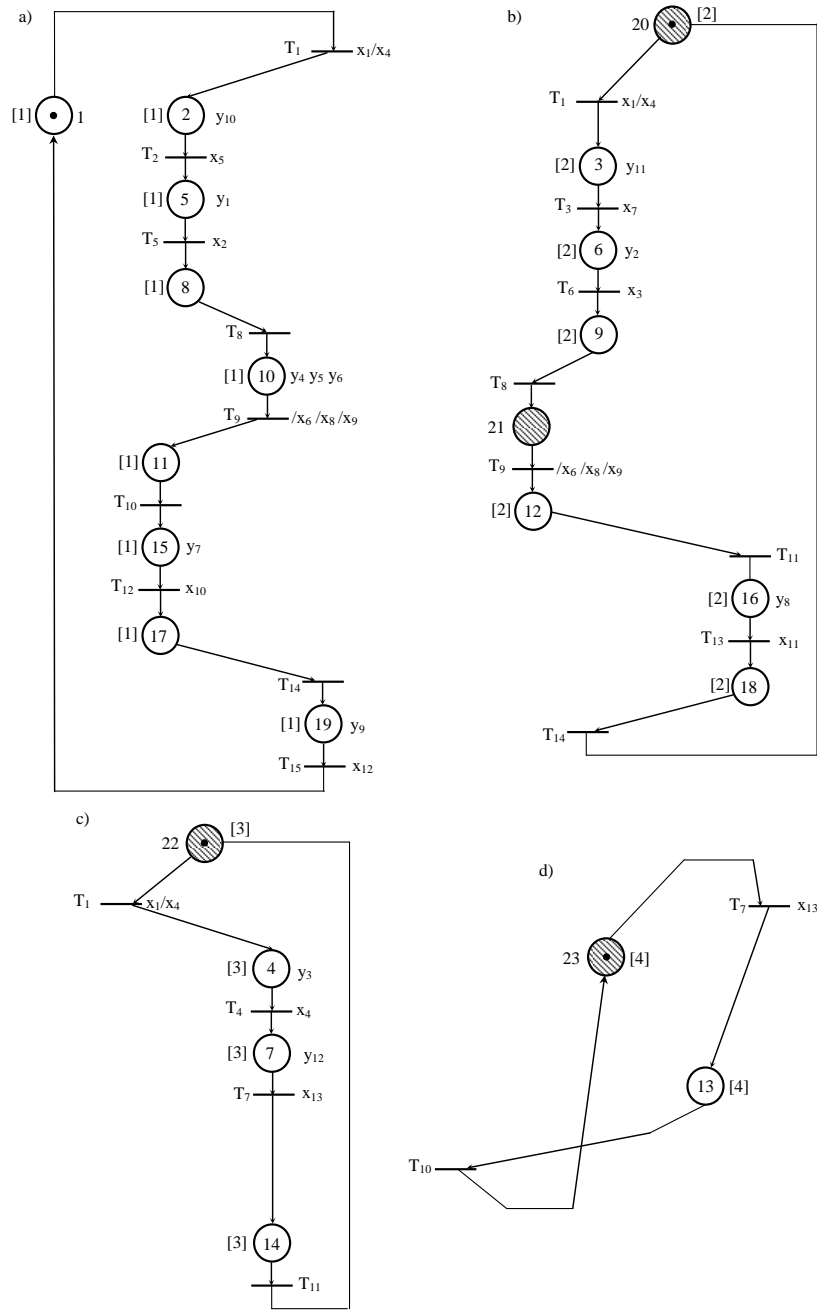 a)
T1 x1/x4
[1] 1
[1] 2 y10
T2 x5
[1] 5 y1
T5 x2
[1] 8
T8
[1] 10 y4 y5 y6
T9 /x6 /x8 /x9
[1] 11
T10
[1] 15 y7
T12 x10
[1] 17
T14
[1] 19 y9
T15 x12
b)
20 [2]
T1 x1/x4
[2] 3 y11
T3 x7
[2] 6 y2
T6 x3
[2] 9
T8
21
T9 /x6 /x8 /x9
[2] 12
T11
[2] 16 y8
T13 x11
[2] 18
T14
c)
22 [3]
T1 x1/x4
[3] 4 y3
T4 x4
[3] 7 y12
T7 x13
[3] 14
T11
d)
T7 x13
23 [4]
13 [4]
T10